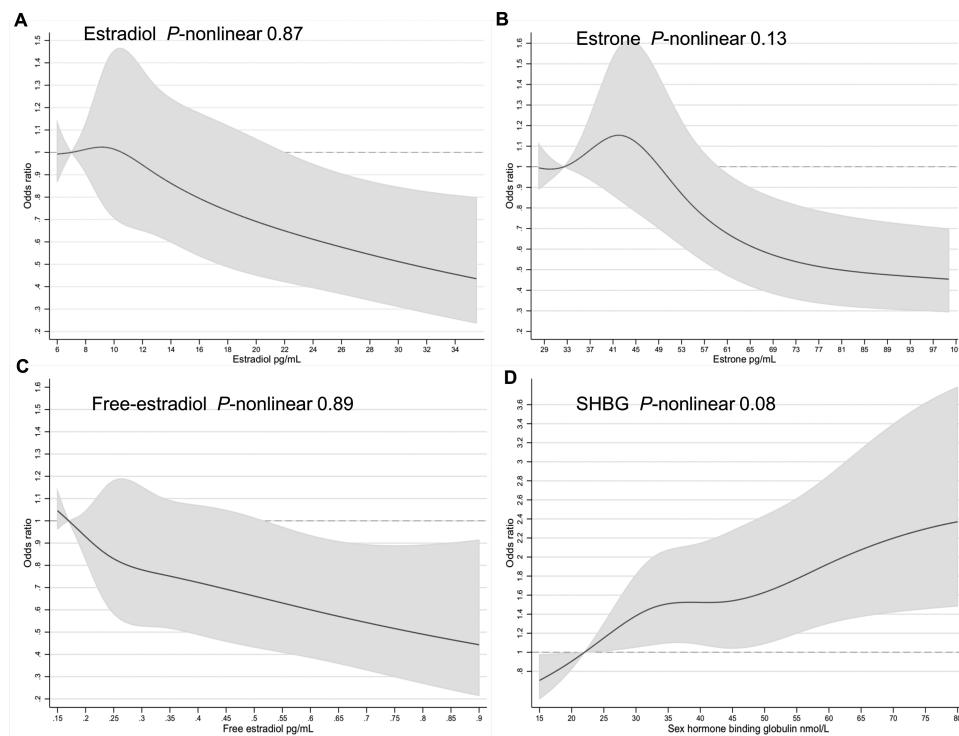 A
Estradiol P-nonlinear 0.87
1.5
1.4
1.3
1.2
1.1
1
.9
.8
.7
.6
.5
.4
.3
.2
Odds ratio
6 8 10 12 14 16 18 20 22 24 26 28 30 32 34
Estradiol pg/mL
B
Estrone P-nonlinear 0.13
1.6
1.5
1.4
1.3
1.2
1.1
1
.9
.8
.7
.6
.5
.4
.3
.2
Odds ratio
29 33 37 41 45 49 53 57 61 65 69 73 77 81 85 89 93 97 10
Estrone pg/mL
C
Free-estradiol P-nonlinear 0.89
1.6
1.5
1.4
1.3
1.2
1.1
1
.9
.8
.7
.6
.5
.4
.3
.2
Odds ratio
.15 .2 .25 .3 .35 .4 .45 .5 .55 .6 .65 .7 .75 .8 .85 .9
Free estradiol pg/mL
D
SHBG P-nonlinear 0.08
3.6
3.4
3.2
3
2.8
2.6
2.4
2.2
2
1.8
1.6
1.4
1.2
1
.8
Odds ratio
15 20 25 30 35 40 45 50 55 60 65 70 75 80
Sex hormone binding globulin nmol/L